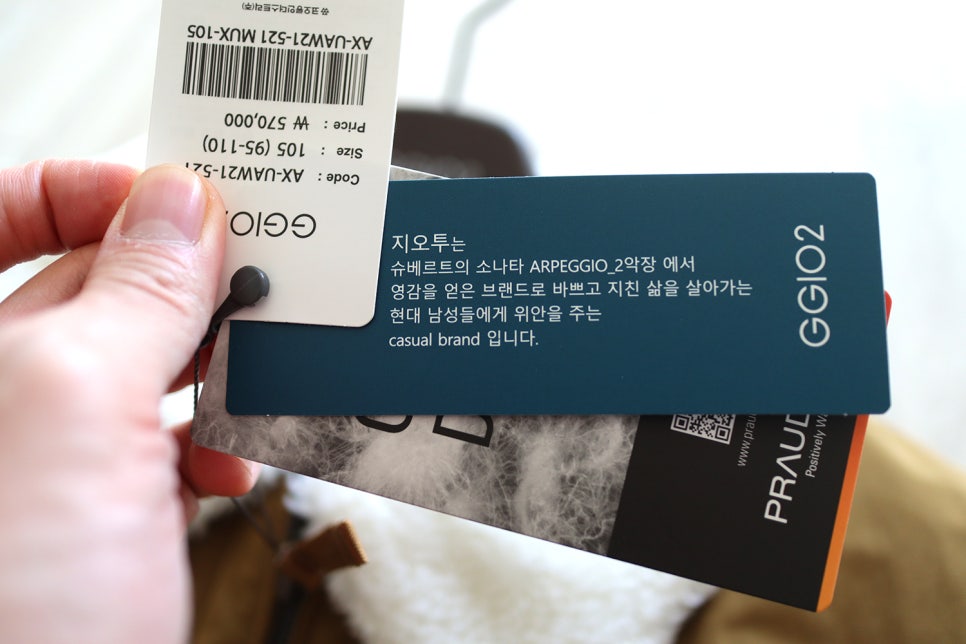 GGIO2
Code : AX-UAW21-521
Size : 105 (95-110)
Price : ₩ 570,000
AX-UAW21-521 MUX-105
지오투는
슈베르트의 소나타 ARPEGGIO_2악장 에서
영감을 얻은 브랜드로 바쁘고 지친 삶을 살아가는
현대 남성들에게 위안을 주는
casual brand 입니다.
GGIO2
www.prau
PRAUD
Positively W